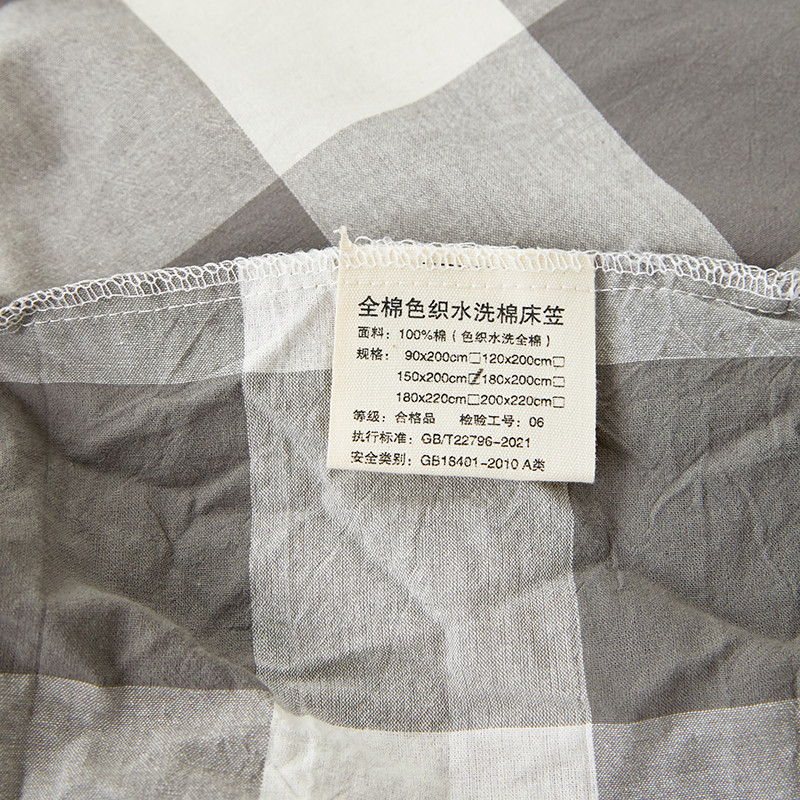 全棉色织水洗棉床笠
面料：100%棉（色织水洗全棉）
规格：90x200cm□120x200cm□
150x200cm☑180x200cm□
180x220cm□200x220cm□
等级：合格品 检验工号：06
执行标准：GB/T22796-2021
安全类别：GB18401-2010 A类